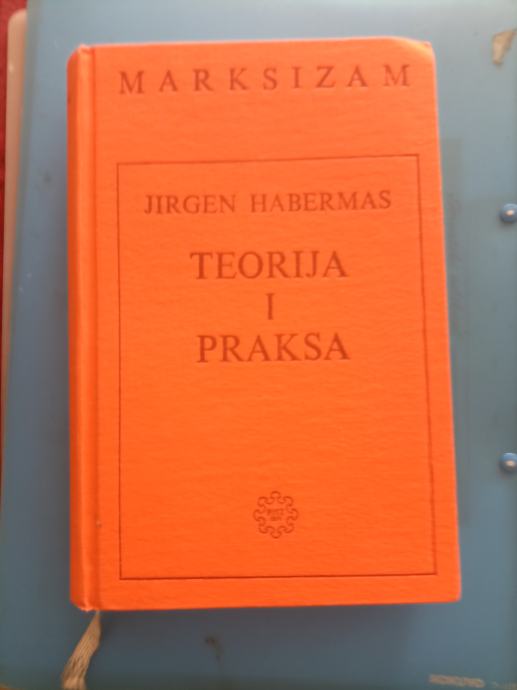 MARKSIZAM
JIRGEN HABERMAS
TEORIJA
I
PRAKSA